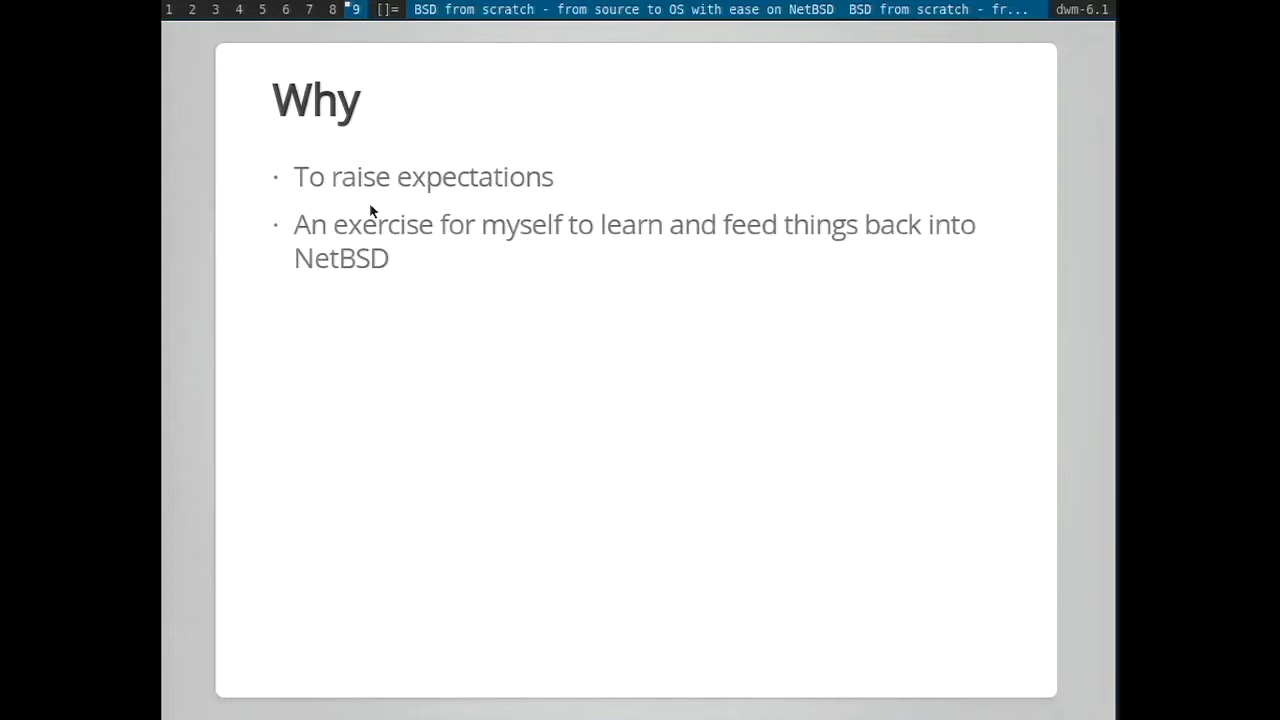 1 2 3 4 5 6 7 8 9 []= BSD from scratch - from source to OS with ease on NetBSD BSD from scratch - fr... dwm-6.1
Why
· To raise expectations
· An exercise for myself to learn and feed things back into
NetBSD